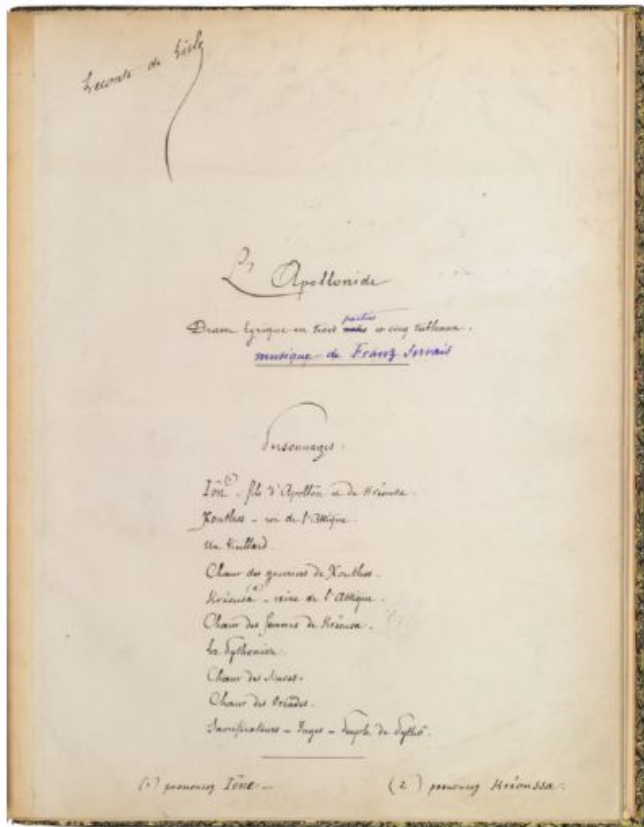 Leconte de Lisle
L'Apollonide
Drame lyrique en trois parties et cinq tableaux.
musique de Franz Servais
Personnages.
Iôn (1) - fils d'Apollôn et de Kréousa.
Xouthos - roi de l'Attique.
Un Vieillard.
Chœur des guerriers de Xouthos.
Kréousa (2) - reine de l'Attique.
Chœur des femmes de Kréousa.
La Pythonisse.
Chœur des Muses.
Chœur des Oréades.
Sacrificateurs - Sages - Peuple de Pythô.
(1) prononcez Iône - (2) prononcez Kréoussa.